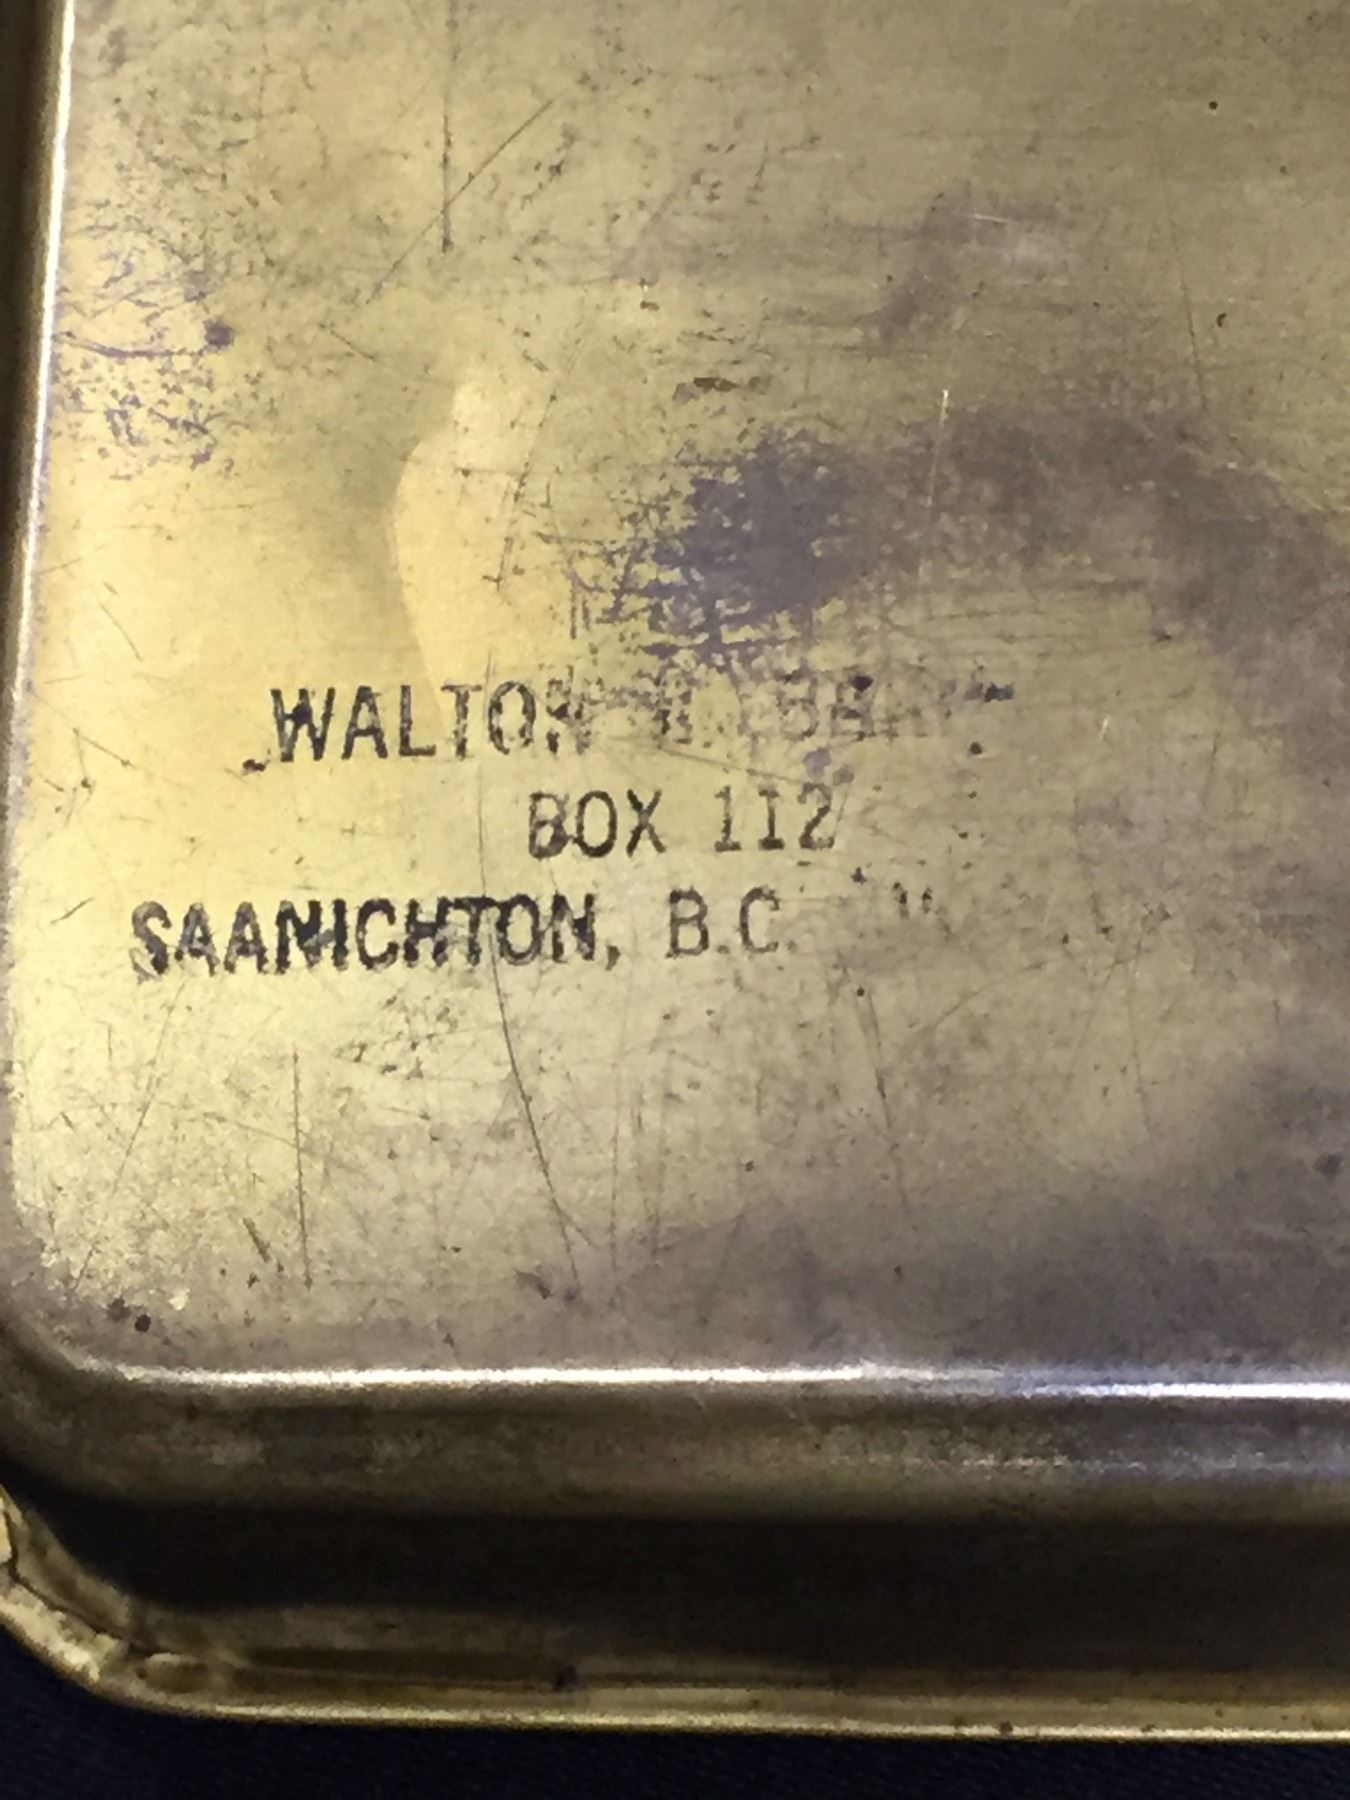 WALTON
BOX 112
SAANICHTON, B.C.